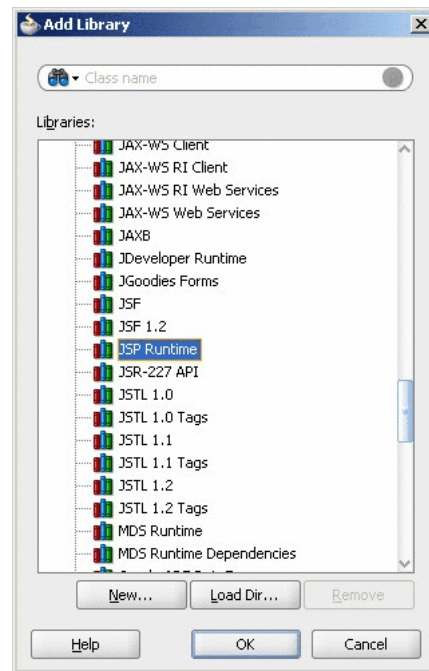 Add Library
Class name
Libraries:
JAX-WS Client
JAX-WS RI Client
JAX-WS RI Web Services
JAX-WS Web Services
JAXB
JDeveloper Runtime
JGoodies Forms
JSF
JSF 1.2
JSP Runtime
JSR-227 API
JSTL 1.0
JSTL 1.0 Tags
JSTL 1.1
JSTL 1.1 Tags
JSTL 1.2
JSTL 1.2 Tags
MDS Runtime
MDS Runtime Dependencies
New...
Load Dir...
Remove
Help
OK
Cancel